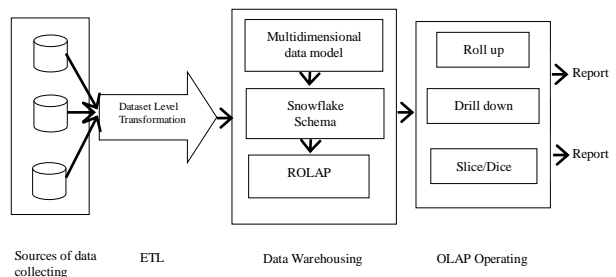 Multidimensional
data model
Roll up
Report
Dataset Level
Transformation
Snowflake
Schema
Drill down
ROLAP
Slice/Dice
Report
Sources of data
collecting
ETL
Data Warehousing
OLAP Operating